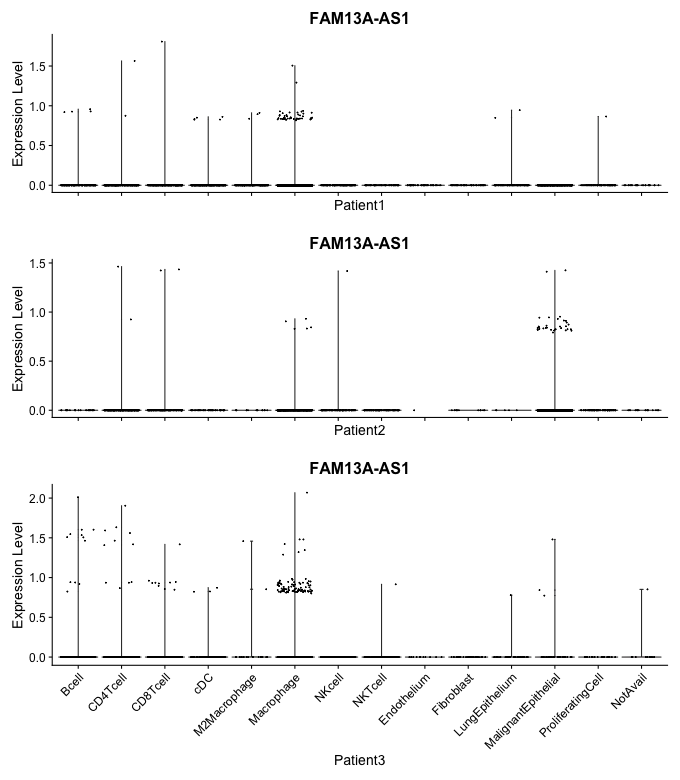 FAM13A-AS1
Expression Level
1.5
1.0
0.5
0.0
Patient1
FAM13A-AS1
Expression Level
1.5
1.0
0.5
0.0
Patient2
FAM13A-AS1
Expression Level
2.0
1.5
1.0
0.5
0.0
Bcell
CD4Tcell
CD8Tcell
cDC
M2Macrophage
Macrophage
NKcell
NKTcell
Endothelium
Fibroblast
LungEpithelium
MalignantEpithelial
ProliferatingCell
NotAvail
Patient3